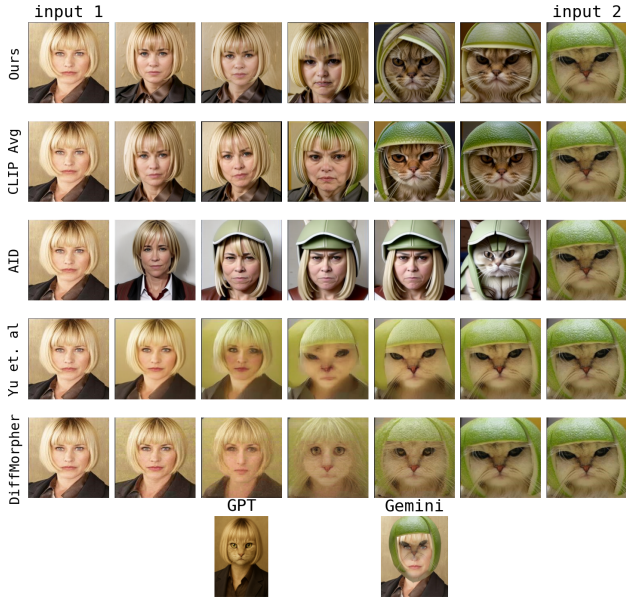 input 1
input 2
Ours
CLIP Avg
AID
Yu et. al
DiffMorpher
GPT
Gemini